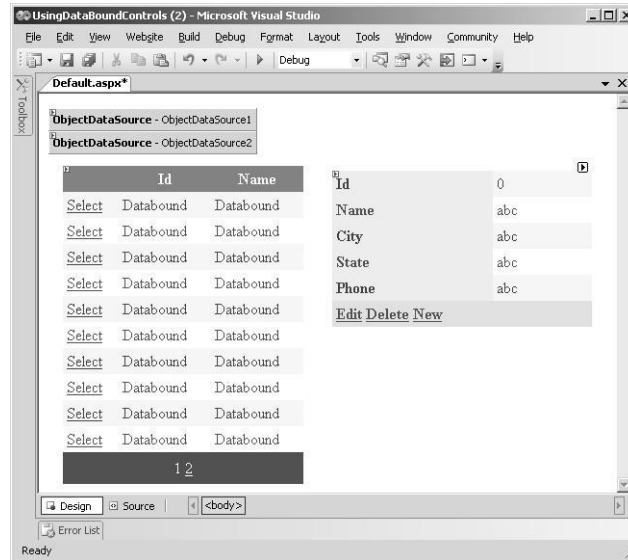 UsingDataBoundControls (2) - Microsoft Visual Studio
File Edit View Website Build Debug Format Layout Tools Window Community Help
Debug
Toolbox
Default.aspx*
ObjectDataSource - ObjectDataSource1
ObjectDataSource - ObjectDataSource2
Id Name
Select Databound Databound
Select Databound Databound
Select Databound Databound
Select Databound Databound
Select Databound Databound
Select Databound Databound
Select Databound Databound
Select Databound Databound
Select Databound Databound
Select Databound Databound
1 2
Id 0
Name abc
City abc
State abc
Phone abc
Edit Delete New
Design Source <body>
Error List
Ready